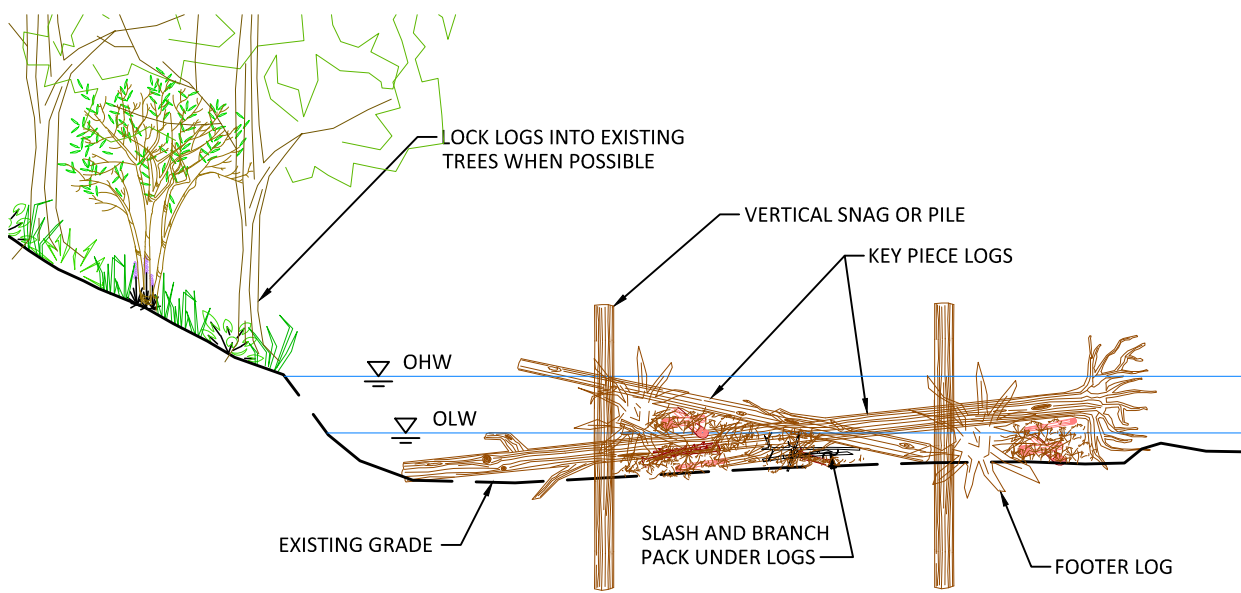 LOCK LOGS INTO EXISTING
TREES WHEN POSSIBLE
VERTICAL SNAG OR PILE
KEY PIECE LOGS
OHW
OLW
EXISTING GRADE
SLASH AND BRANCH
PACK UNDER LOGS
FOOTER LOG